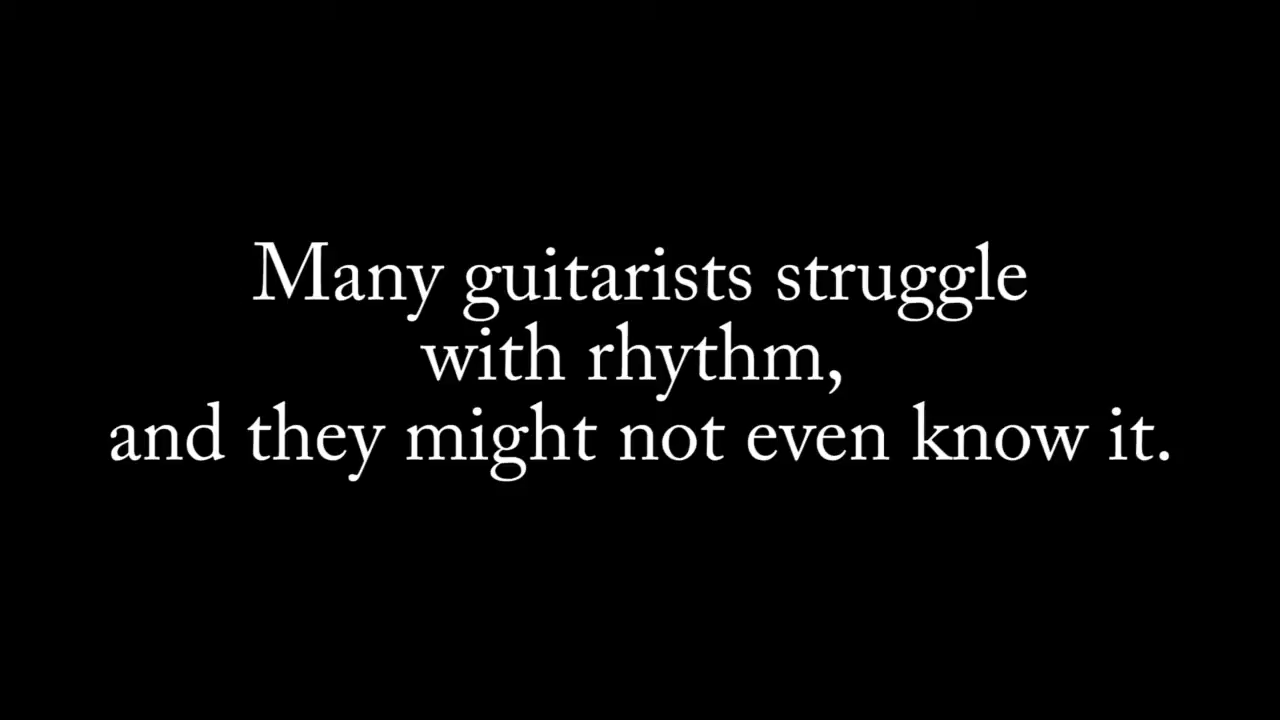 Many guitarists struggle
with rhythm,
and they might not even know it.